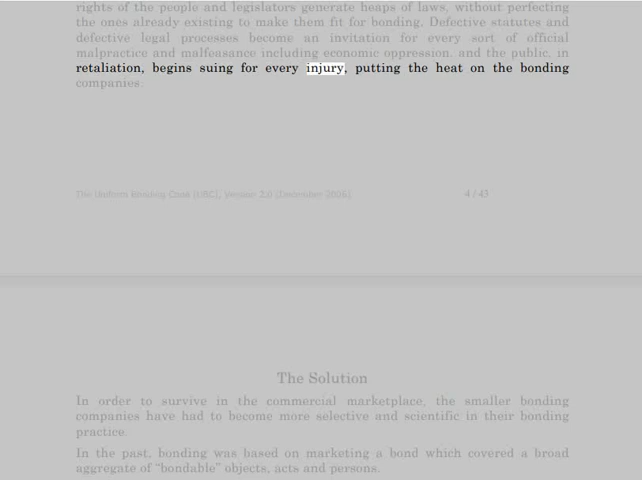 rights of the people and legislators generate heaps of laws, without perfecting
the ones already existing to make them fit for bonding. Defective statutes and
defective legal processes become an invitation for every sort of official
malpractice and malfeasance including economic oppression, and the public, in
retaliation, begins suing for every injury, putting the heat on the bonding
companies.
The Uniform Bonding Code (UBC), Version 2.0 (December 2006) 4 / 43
The Solution
In order to survive in the commercial marketplace, the smaller bonding
companies have had to become more selective and scientific in their bonding
practice.
In the past, bonding was based on marketing a bond which covered a broad
aggregate of "bondable" objects, acts and persons.